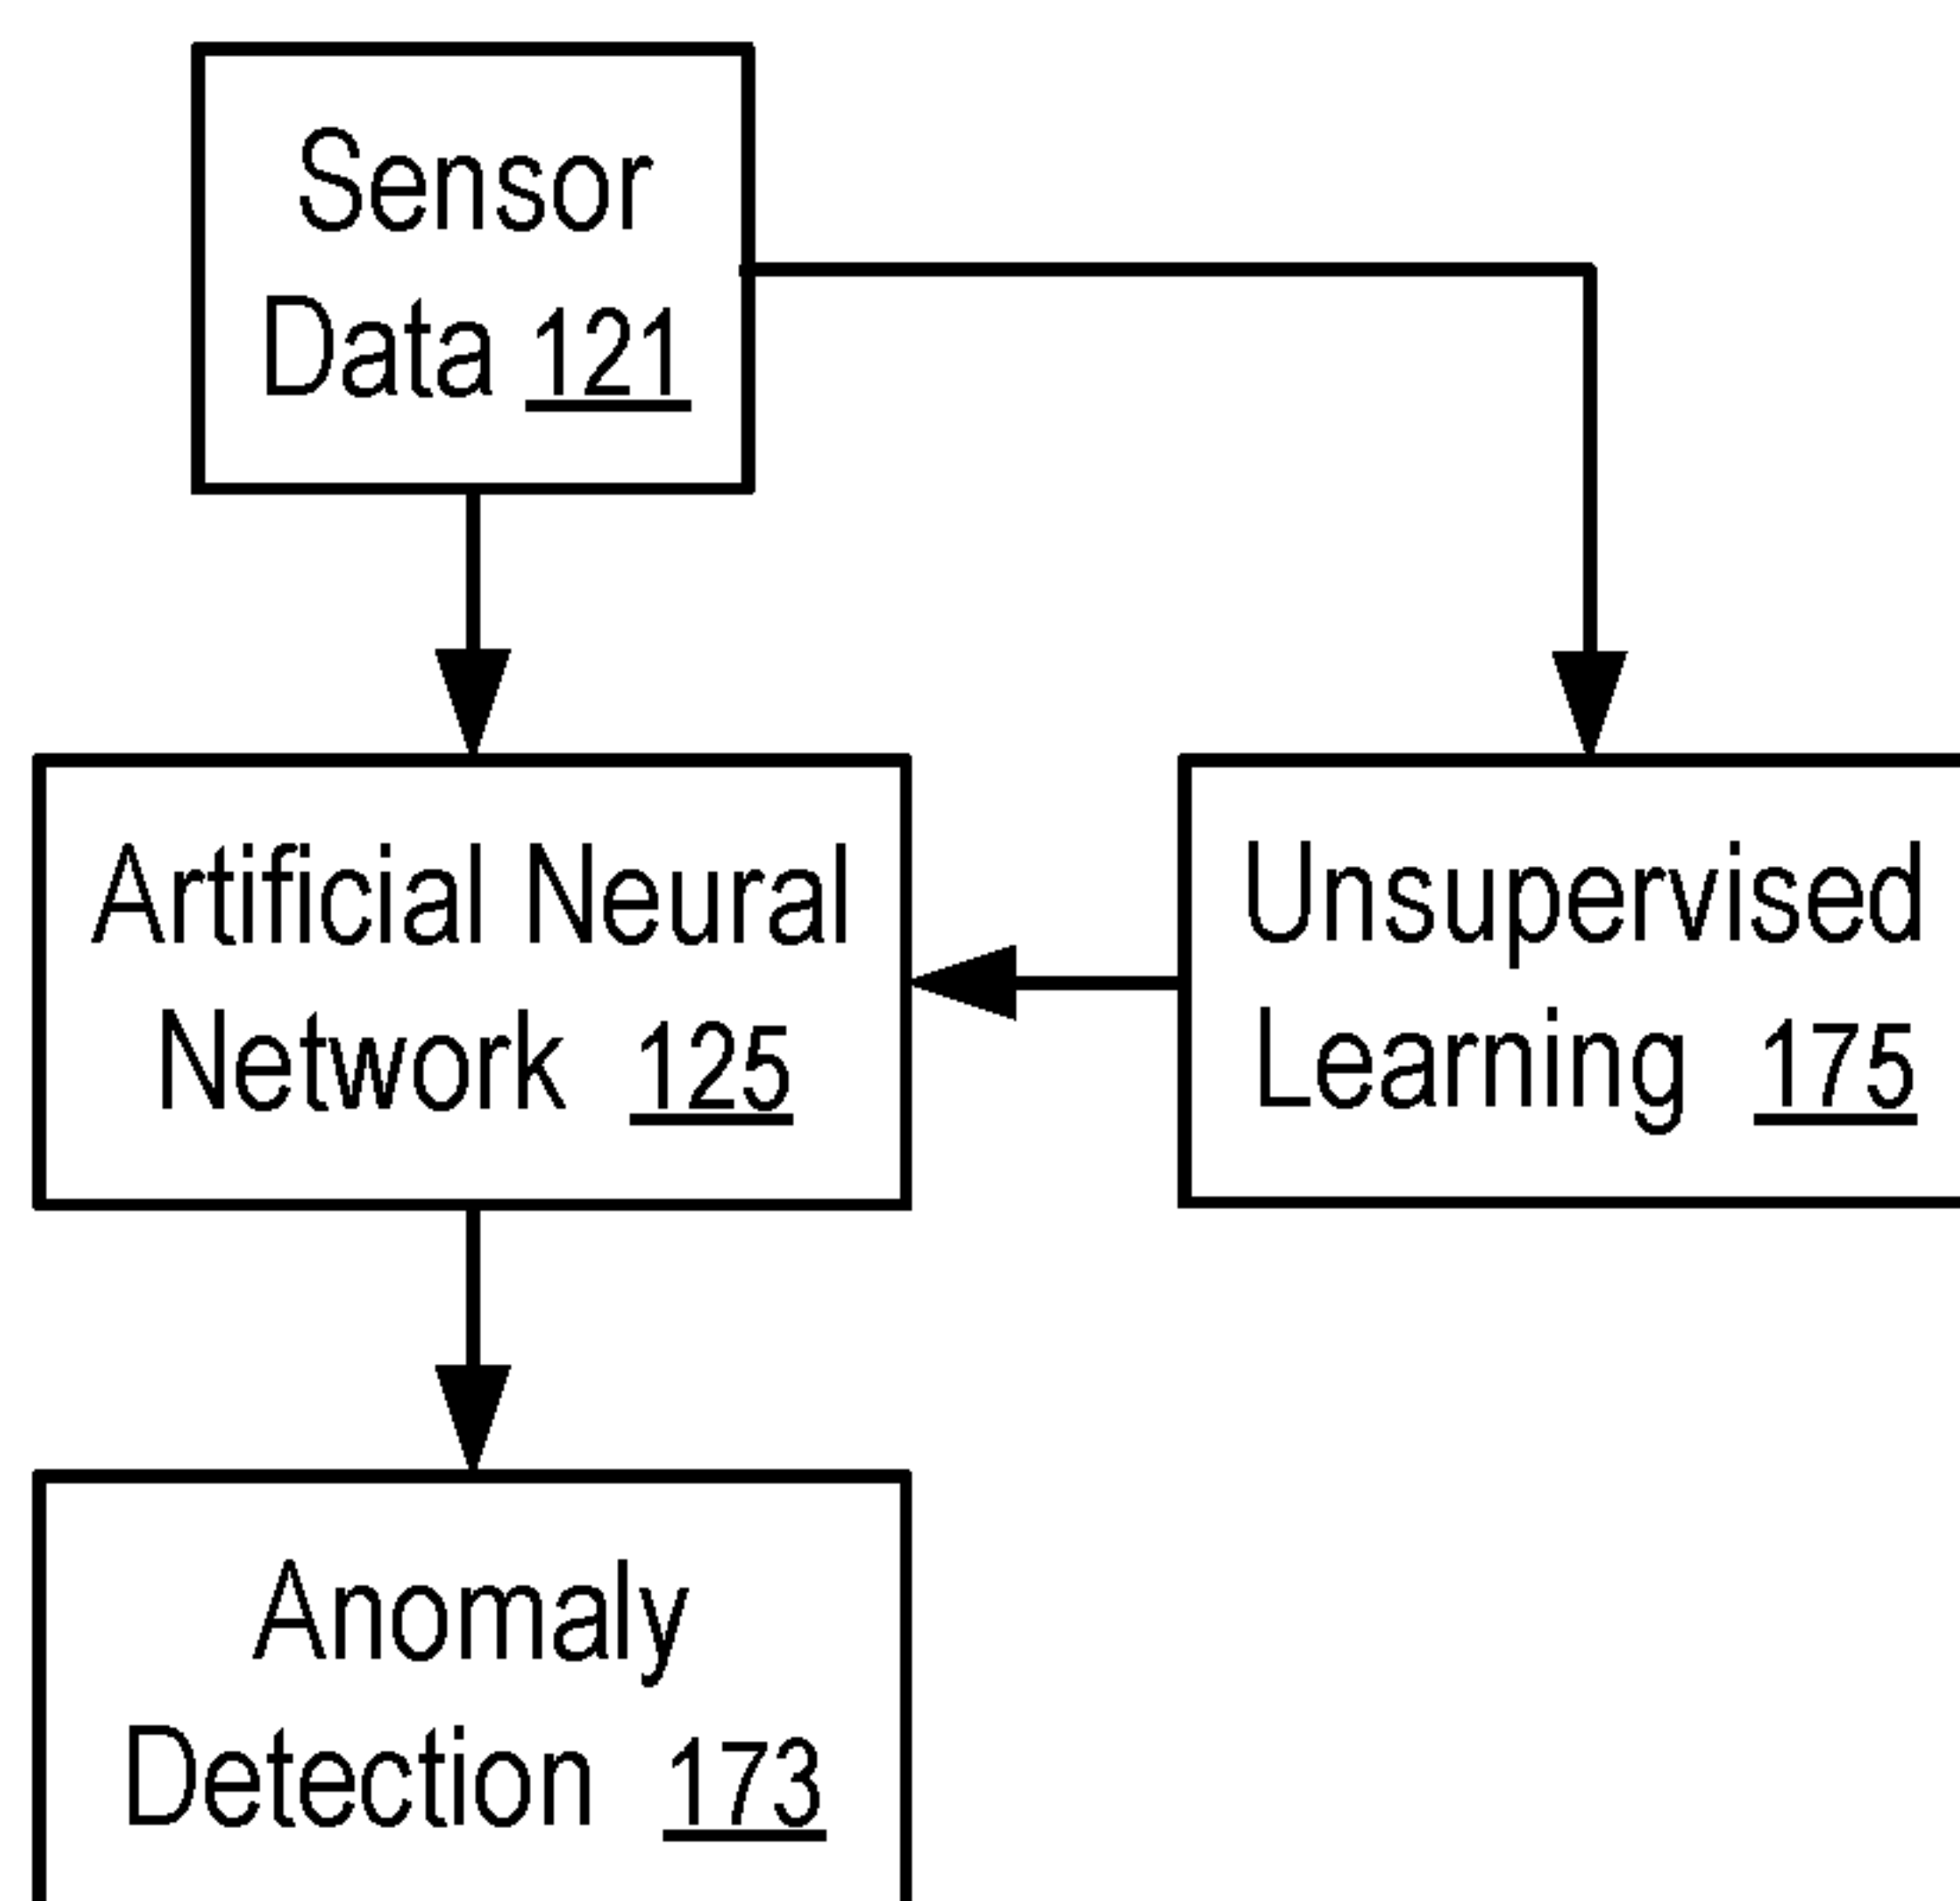 Sensor
Data 121
Artificial Neural
Network 125
Unsupervised
Learning 175
Anomaly
Detection 173